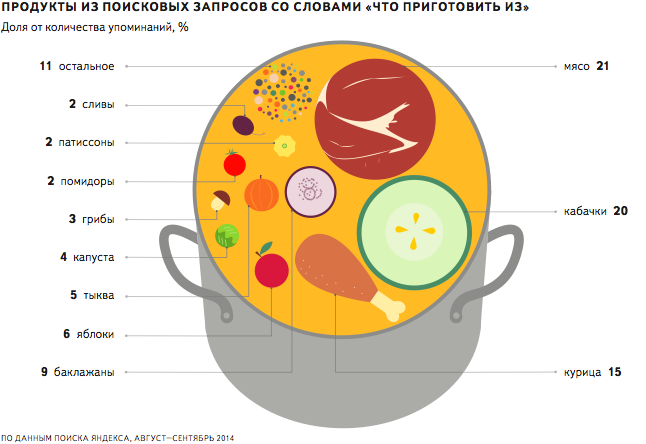 ПРОДУКТЫ ИЗ ПОИСКОВЫХ ЗАПРОСОВ СО СЛОВАМИ «ЧТО ПРИГОТОВИТЬ ИЗ»
Доля от количества упоминаний, %
11 остальное
мясо 21
2 сливы
2 патиссоны
2 помидоры
3 грибы
кабачки 20
4 капуста
5 тыква
6 яблоки
9 баклажаны
курица 15
ПО ДАННЫМ ПОИСКА ЯНДЕКСА, АВГУСТ—СЕНТЯБРЬ 2014